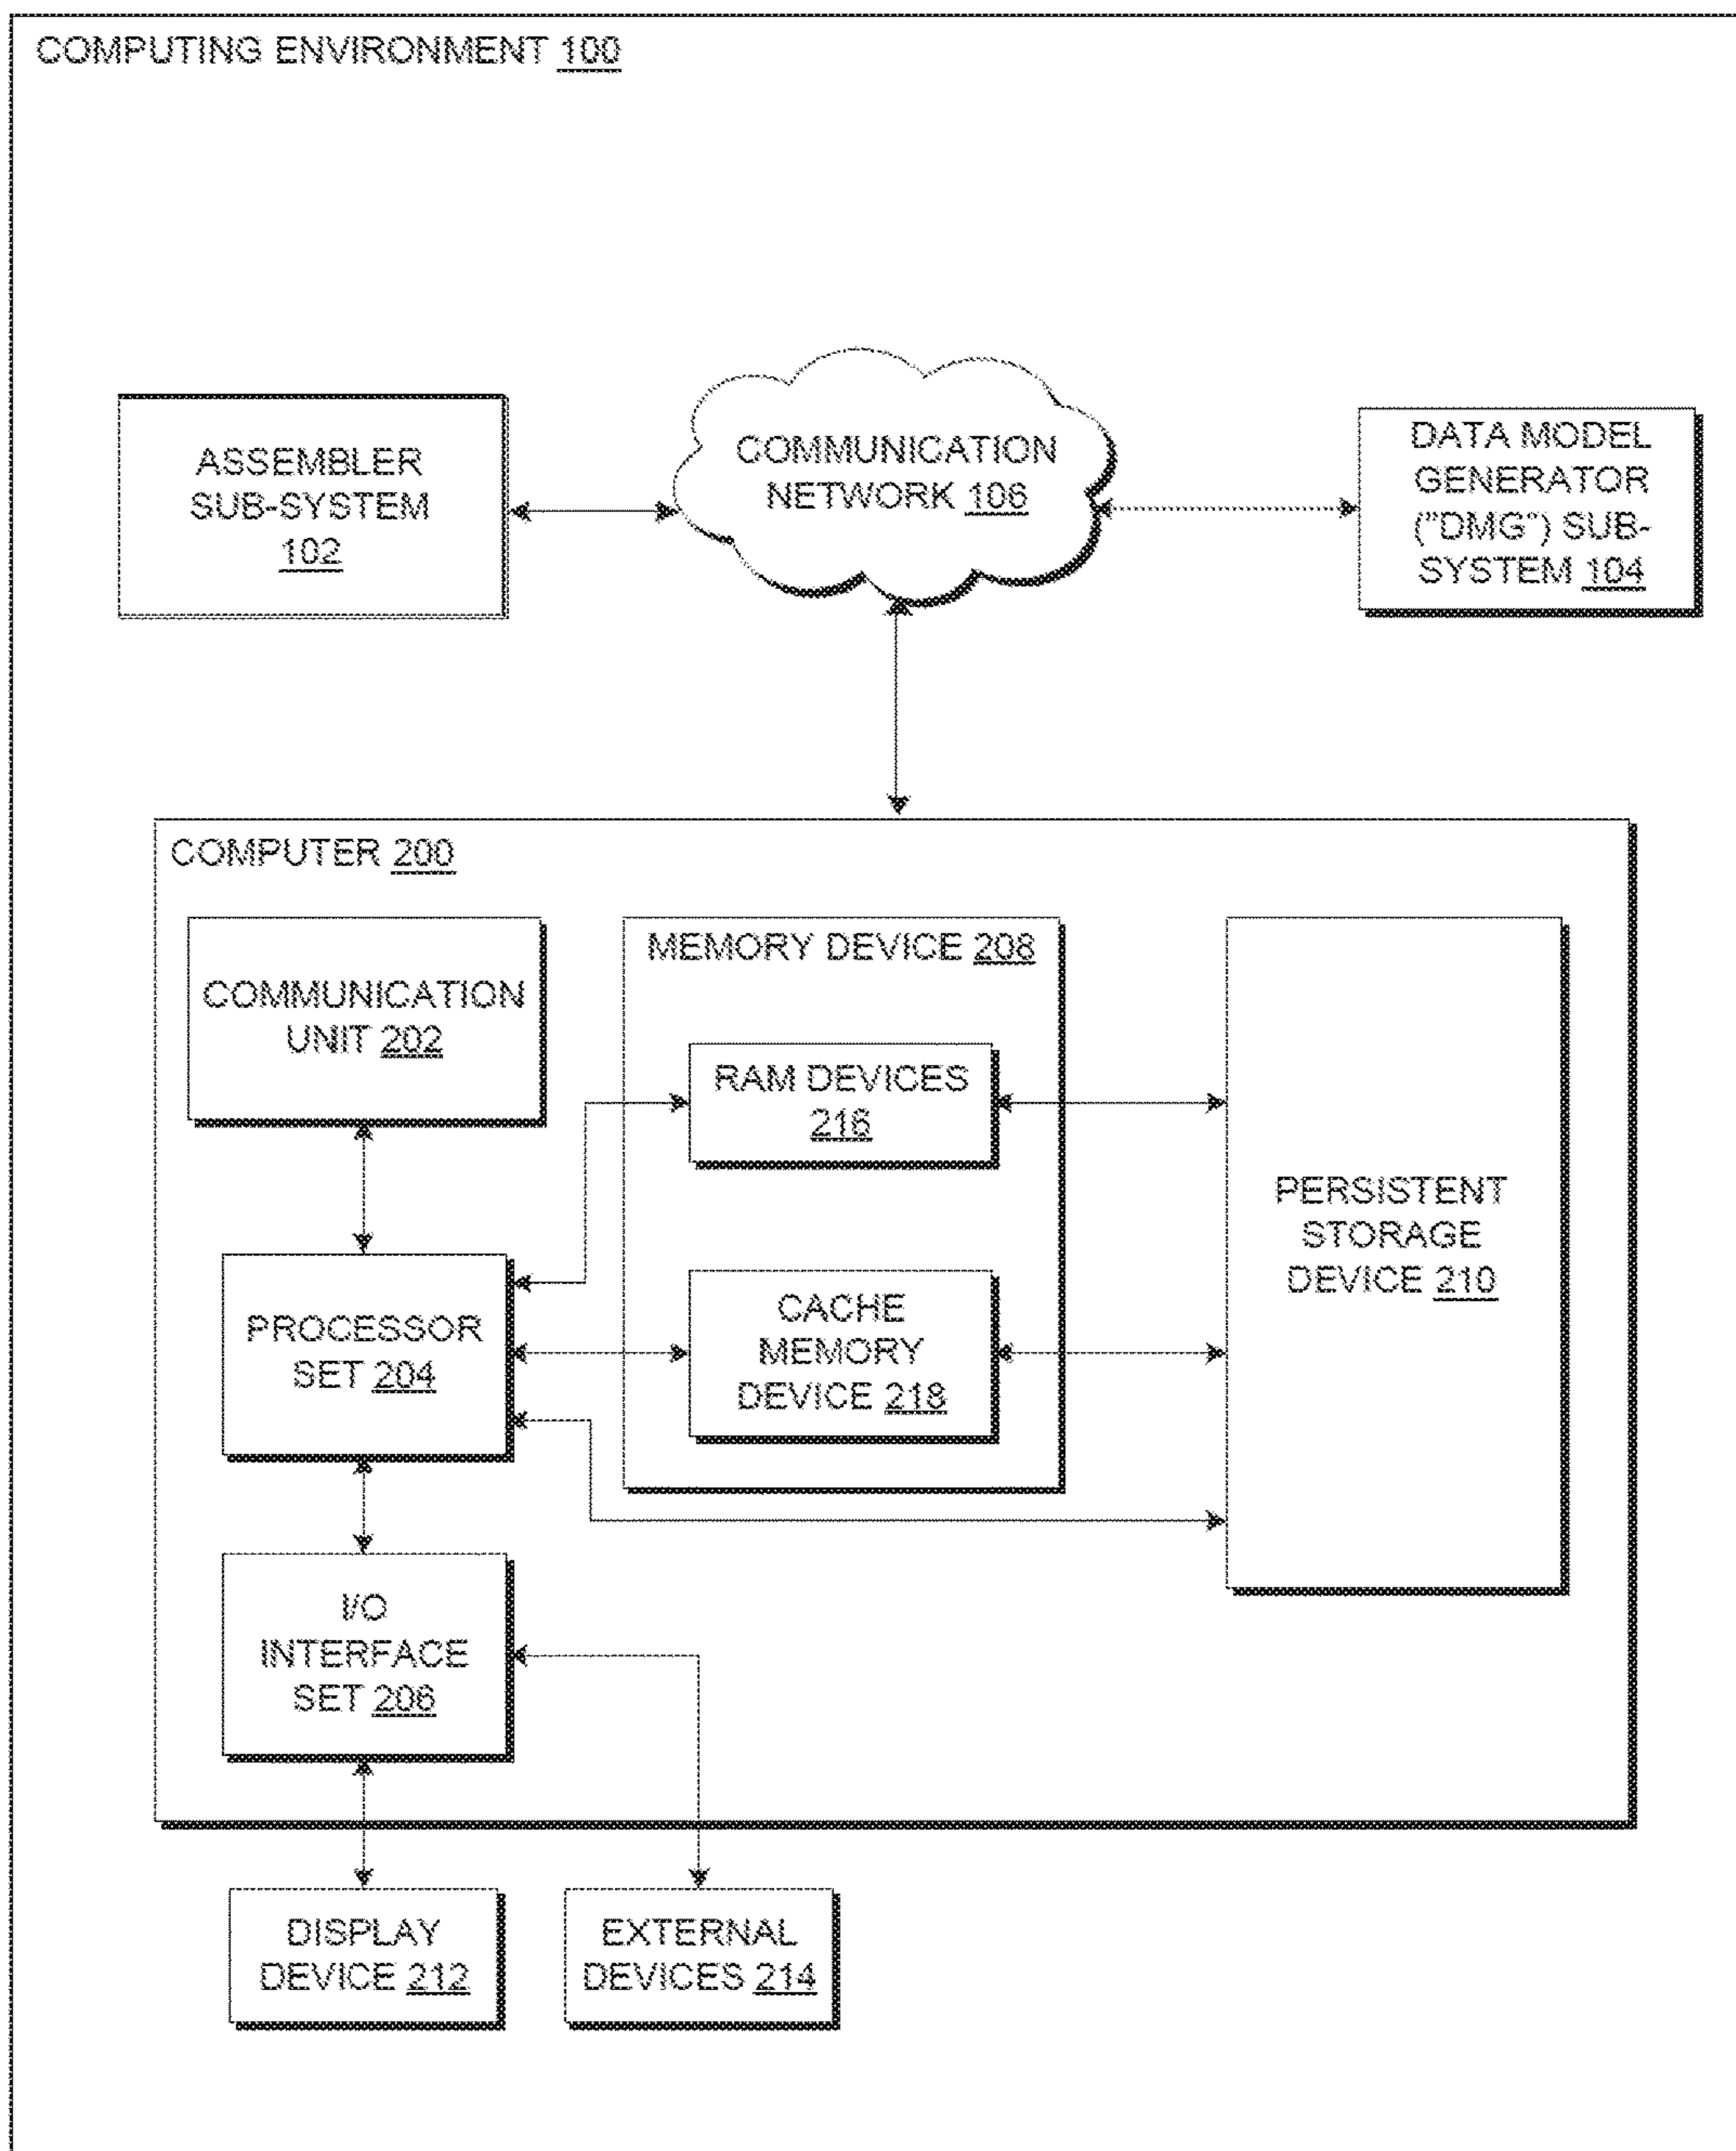 COMPUTING ENVIRONMENT 100
ASSEMBLER
SUB-SYSTEM
102
COMMUNICATION
NETWORK 106
DATA MODEL
GENERATOR
("DMG") SUB-
SYSTEM 104
COMPUTER 200
COMMUNICATION
UNIT 202
MEMORY DEVICE 208
RAM DEVICES
216
PERSISTENT
STORAGE
DEVICE 210
PROCESSOR
SET 204
CACHE
MEMORY
DEVICE 218
I/O
INTERFACE
SET 206
DISPLAY
DEVICE 212
EXTERNAL
DEVICES 214